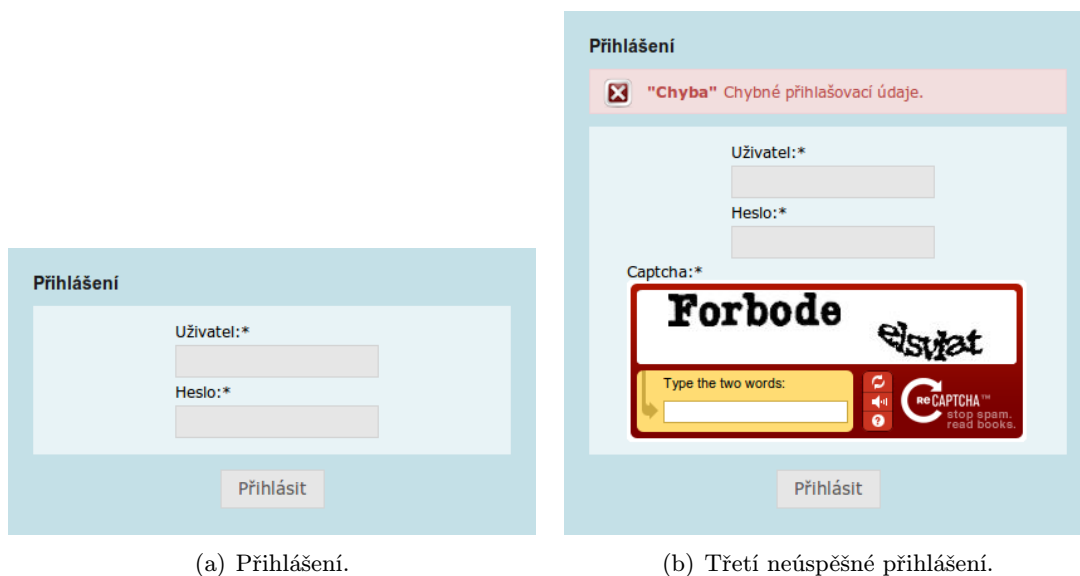 Přihlášení
Uživatel:*
Heslo:*
Přihlásit
(a) Přihlášení.
Přihlášení
"Chyba" Chybné přihlašovací údaje.
Uživatel:*
Heslo:*
Captcha:*
Forbode
elsviat
Type the two words:
ReCAPTCHA™
stop spam.
read books.
Přihlásit
(b) Třetí neúspěšné přihlášení.